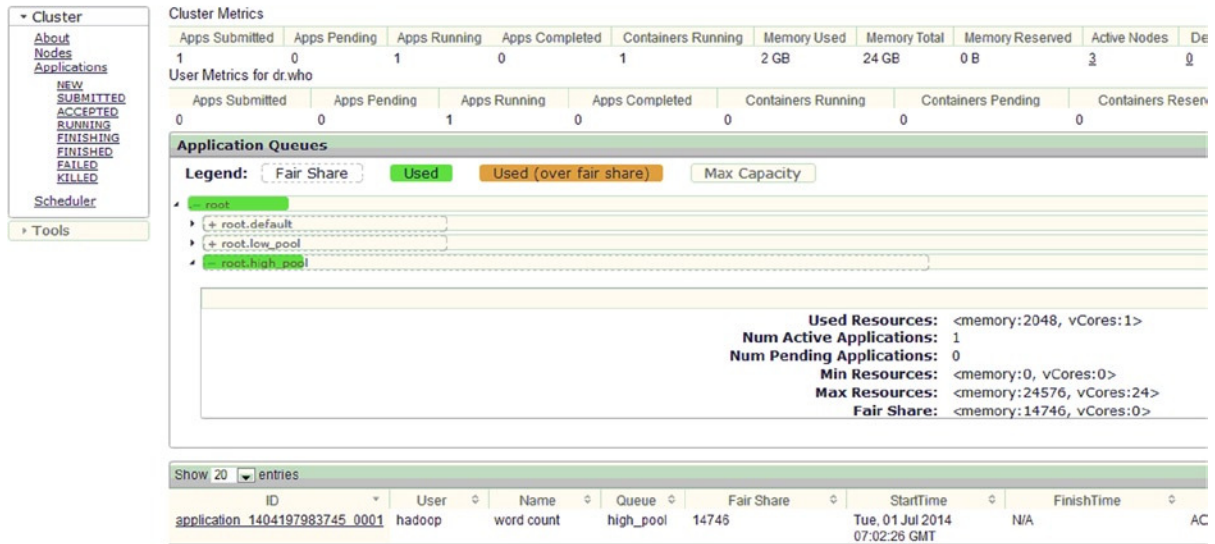 Cluster
About
Nodes
Applications
NEW
SUBMITTED
ACCEPTED
RUNNING
FINISHING
FINISHED
FAILED
KILLED
Scheduler
Tools
Cluster Metrics
Apps Submitted Apps Pending Apps Running Apps Completed Containers Running Memory Used Memory Total Memory Reserved Active Nodes De
1 0 1 0 1 2 GB 24 GB 0 B 3 0
User Metrics for dr.who
Apps Submitted Apps Pending Apps Running Apps Completed Containers Running Containers Pending Containers Reserv
0 0 1 0 0 0 0
Application Queues
Legend: Fair Share Used Used (over fair share) Max Capacity
- root
+ root.default
+ root.low_pool
- root.high_pool
Used Resources: <memory:2048, vCores:1>
Num Active Applications: 1
Num Pending Applications: 0
Min Resources: <memory:0, vCores:0>
Max Resources: <memory:24576, vCores:24>
Fair Share: <memory:14746, vCores:0>
Show 20 entries
ID User Name Queue Fair Share StartTime FinishTime
application_1404197983745_0001 hadoop word count high_pool 14746 Tue, 01 Jul 2014 N/A AC
07:02:26 GMT